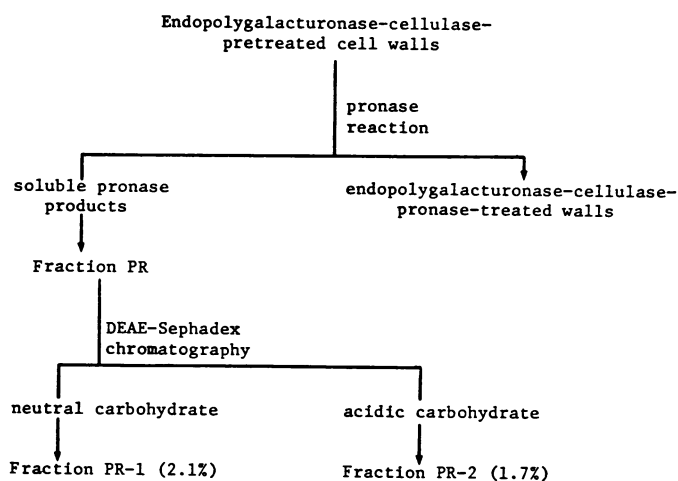 Endopolygalacturonase-cellulase-
pretreated cell walls
pronase
reaction
soluble pronase
products
endopolygalacturonase-cellulase-
pronase-treated walls
Fraction PR
DEAE-Sephadex
chromatography
neutral carbohydrate
acidic carbohydrate
Fraction PR-1 (2.1%)
Fraction PR-2 (1.7%)